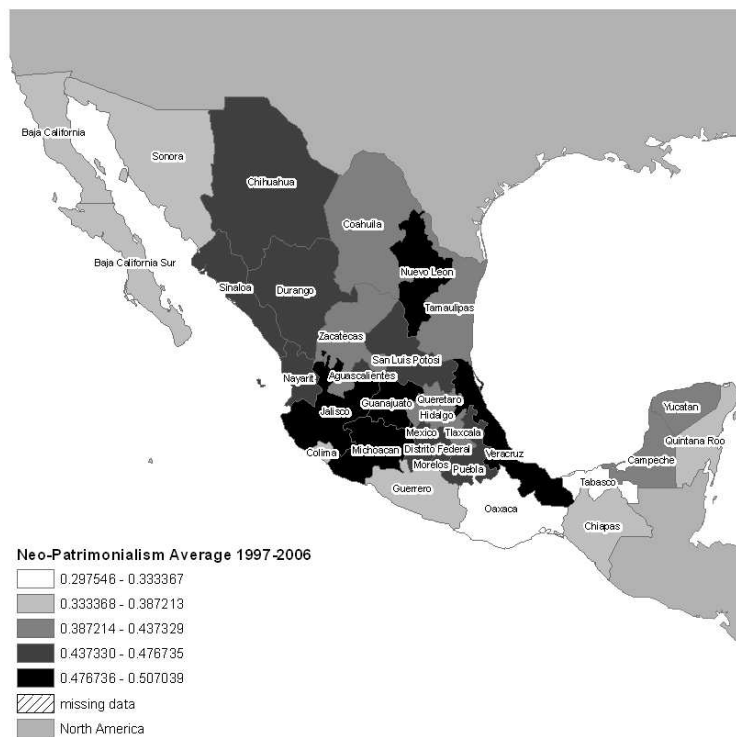 Baja California
Sonora
Chihuahua
Coahuila
Baja California Sur
Nuevo Leon
Sinaloa
Durango
Tamaulipas
Zacatecas
San Luis Potosi
Nayarit
Aguascalientes
Jalisco
Guanajuato
Queretaro
Hidalgo
Yucatan
Mexico
Tlaxcala
Quintana Roo
Colima
Michoacan
Distrito Federal
Veracruz
Campeche
Morelos
Puebla
Tabasco
Guerrero
Oaxaca
Chiapas
Neo-Patrimonialism Average 1997-2006
0.297546 - 0.333367
0.333368 - 0.387213
0.387214 - 0.437329
0.437330 - 0.476735
0.476736 - 0.507039
missing data
North America